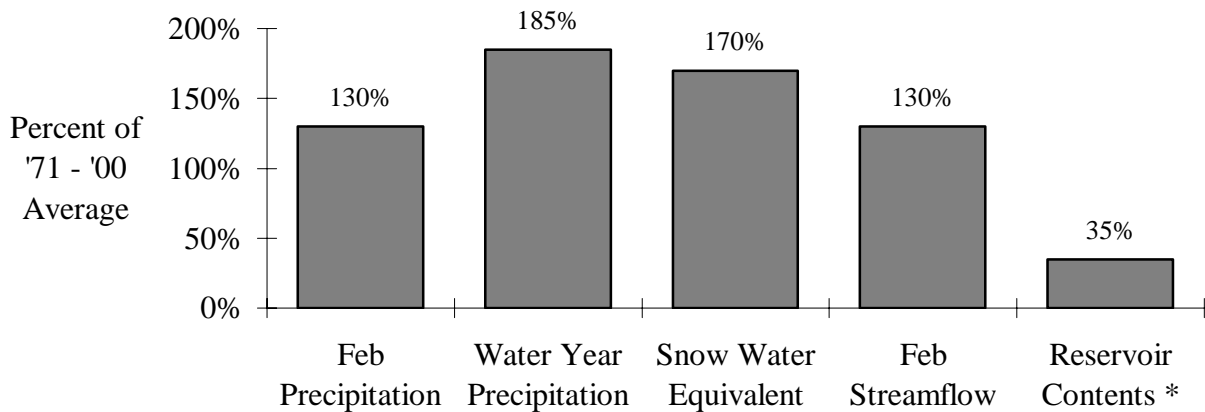 200%
150%
100%
50%
0%
Percent of
'71 - '00
Average
130%
185%
170%
130%
35%
Feb
Precipitation
Water Year
Precipitation
Snow Water
Equivalent
Feb
Streamflow
Reservoir
Contents *